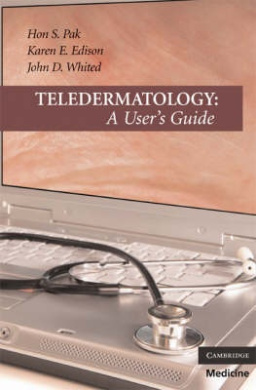 Hon S. Pak
Karen E. Edison
John D. Whited
TELEDERMATOLOGY:
A User's Guide
CAMBRIDGE
Medicine